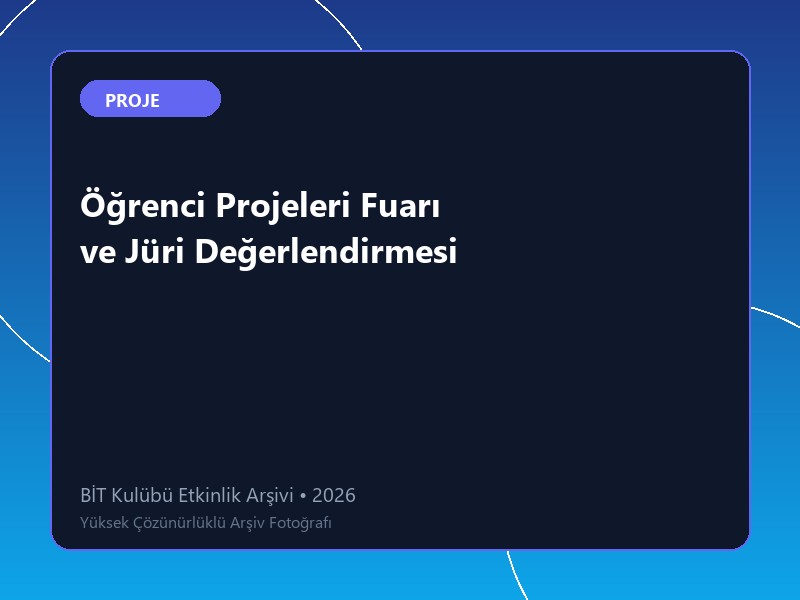 PROJE
Öğrenci Projeleri Fuarı
ve Jüri Değerlendirmesi
BİT Kulübü Etkinlik Arşivi • 2026
Yüksek Çözünürlüklü Arşiv Fotoğrafı